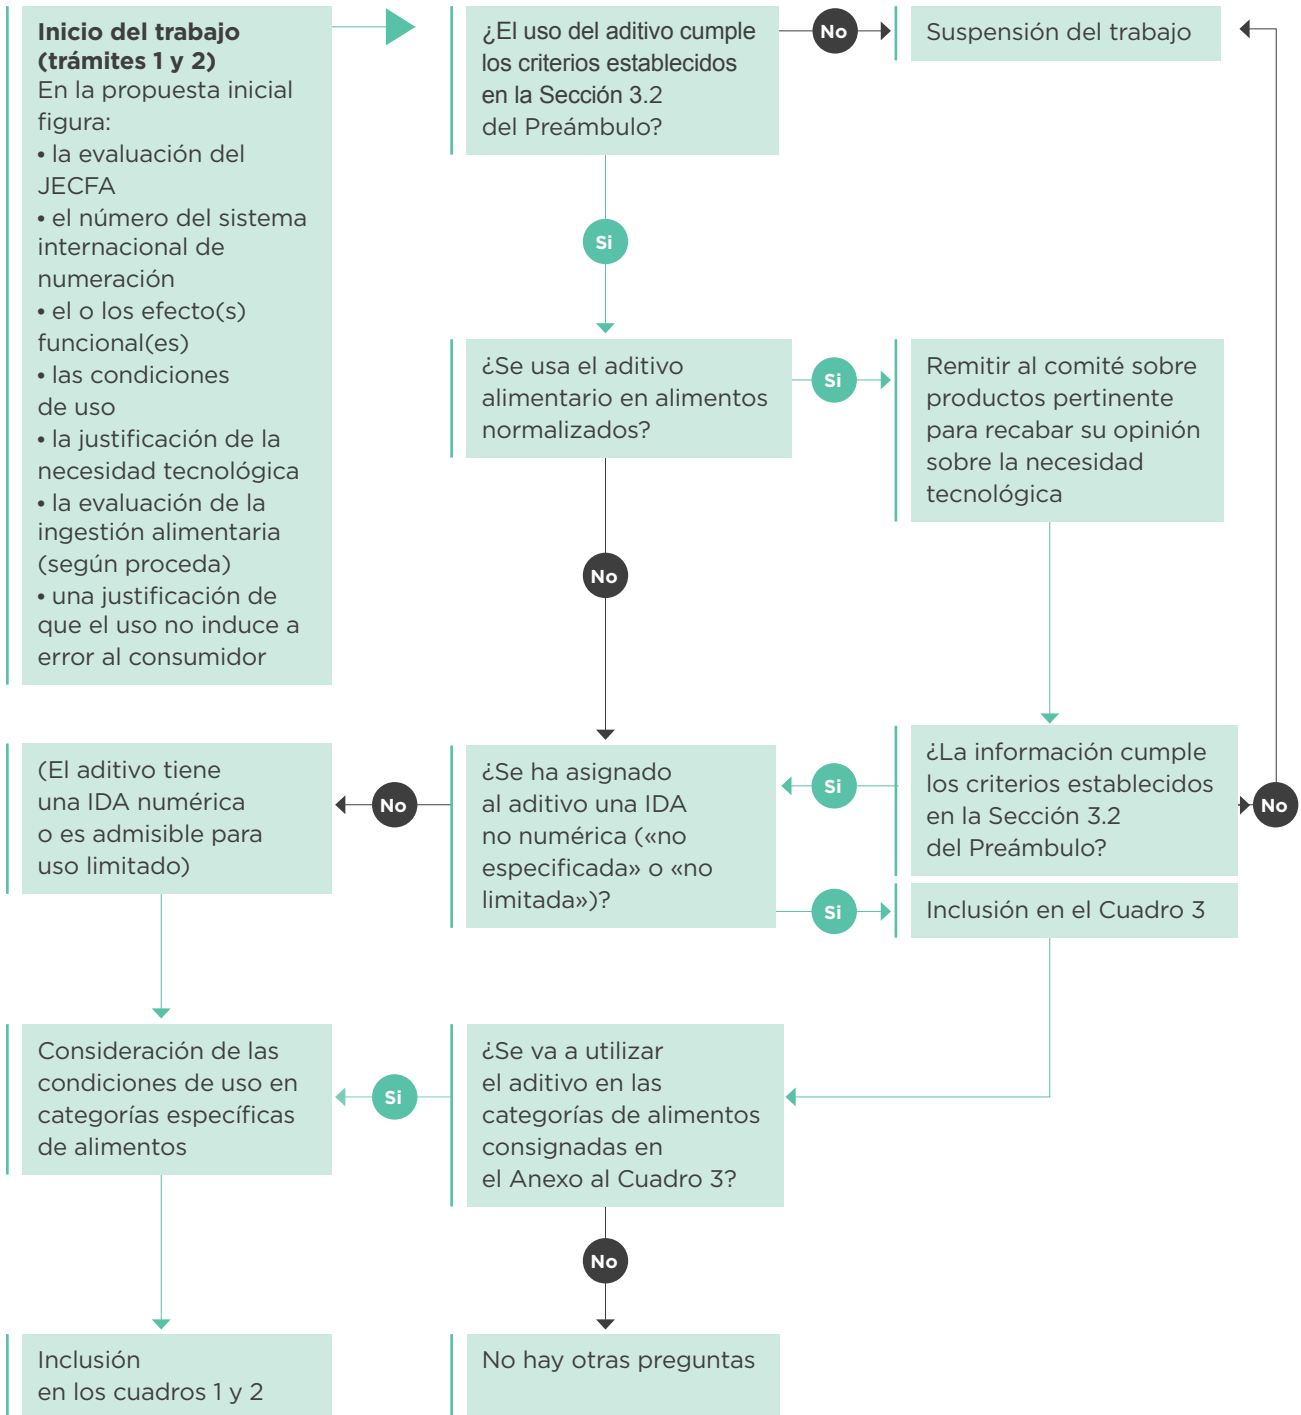 Inicio del trabajo
(trámites 1 y 2)
En la propuesta inicial
figura:
• la evaluación del
JECFA
• el número del sistema
internacional de
numeración
• el o los efecto(s)
funcional(es)
• las condiciones
de uso
• la justificación de la
necesidad tecnológica
• la evaluación de la
ingestión alimentaria
(según proceda)
• una justificación de
que el uso no induce a
error al consumidor
¿El uso del aditivo cumple
los criterios establecidos
en la Sección 3.2
del Preámbulo?
No
Suspensión del trabajo
Si
¿Se usa el aditivo
alimentario en alimentos
normalizados?
Si
Remitir al comité sobre
productos pertinente
para recabar su opinión
sobre la necesidad
tecnológica
No
(El aditivo tiene
una IDA numérica
o es admisible para
uso limitado)
No
¿Se ha asignado
al aditivo una IDA
no numérica («no
especificada» o «no
limitada»)?
Si
¿La información cumple
los criterios establecidos
en la Sección 3.2
del Preámbulo?
No
Si
Inclusión en el Cuadro 3
Consideración de las
condiciones de uso en
categorías específicas
de alimentos
Si
¿Se va a utilizar
el aditivo en las
categorías de alimentos
consignadas en
el Anexo al Cuadro 3?
No
Inclusión
en los cuadros 1 y 2
No hay otras preguntas